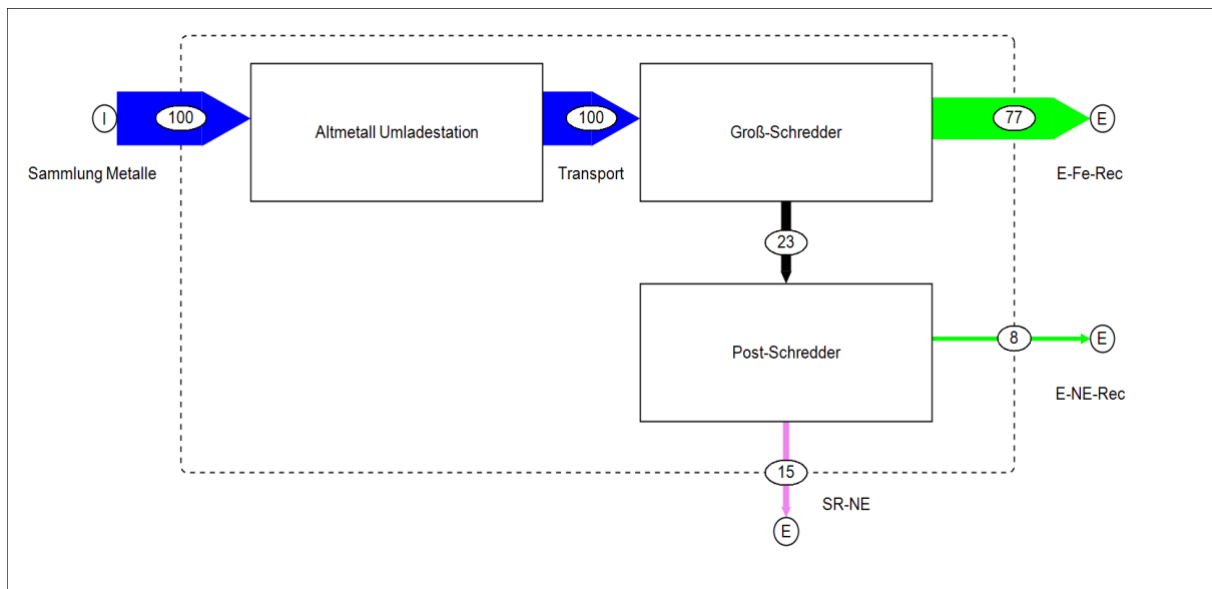 I
100
Altmetall Umladestation
100
Groß-Schredder
77
E
Sammlung Metalle
Transport
E-Fe-Rec
23
Post-Schredder
8
E
E-NE-Rec
15
SR-NE
E